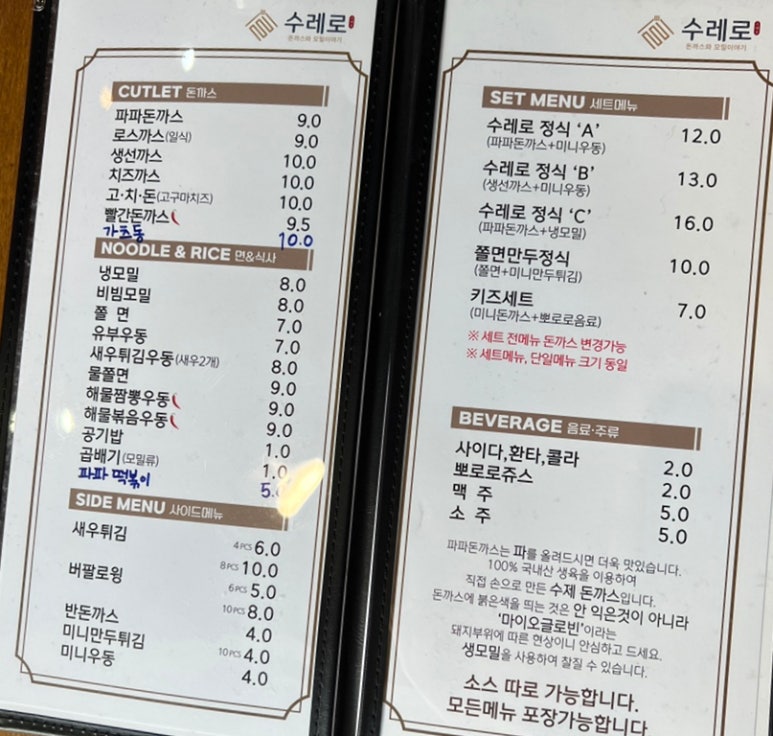 수레로
돈까스와 모밀이야기
CUTLET 돈까스
파파돈까스 9.0
로스까스(일식) 9.0
생선까스 10.0
치즈까스 10.0
고·치·돈(고구마치즈) 10.0
빨간돈까스 9.5
가츠동 10.0
NOODLE & RICE 면&식사
냉모밀 8.0
비빔모밀 8.0
쫄 면 7.0
유부우동 7.0
새우튀김우동(새우2개) 8.0
물쫄면 9.0
해물짬뽕우동 9.0
해물볶음우동 9.0
공기밥 1.0
곱배기(모밀류) 1.0
파파 떡볶이
SIDE MENU 사이드메뉴
새우튀김 4PCS 6.0
8PCS 10.0
버팔로윙 6PCS 5.0
10PCS 8.0
반돈까스 4.0
미니만두튀김 10PCS 4.0
미니우동 4.0
수레로
돈까스와 모밀이야기
SET MENU 세트메뉴
수레로 정식 ‘A’ 12.0
(파파돈까스+미니우동)
수레로 정식 ‘B’ 13.0
(생선까스+미니우동)
수레로 정식 ‘C’ 16.0
(파파돈까스+냉모밀)
쫄면만두정식 10.0
(쫄면+미니만두튀김)
키즈세트 7.0
(미니돈까스+뽀로로음료)
※ 세트 전메뉴 돈까스 변경가능
※ 세트메뉴, 단일메뉴 크기 동일
BEVERAGE 음료·주류
사이다,환타,콜라 2.0
뽀로로쥬스 2.0
맥 주 5.0
소 주 5.0
파파돈까스는 파를 올려드시면 더욱 맛있습니다.
100% 국내산 생육을 이용하여
직접 손으로 만든 수제 돈까스입니다.
돈까스에 붉은색을 띄는 것은 안 익은것이 아니라
‘마이오글로빈’이라는
돼지부위에 따른 현상이니 안심하고 드세요.
생모밀을 사용하여 찰질 수 있습니다.
소스 따로 가능합니다.
모든메뉴 포장가능합니다